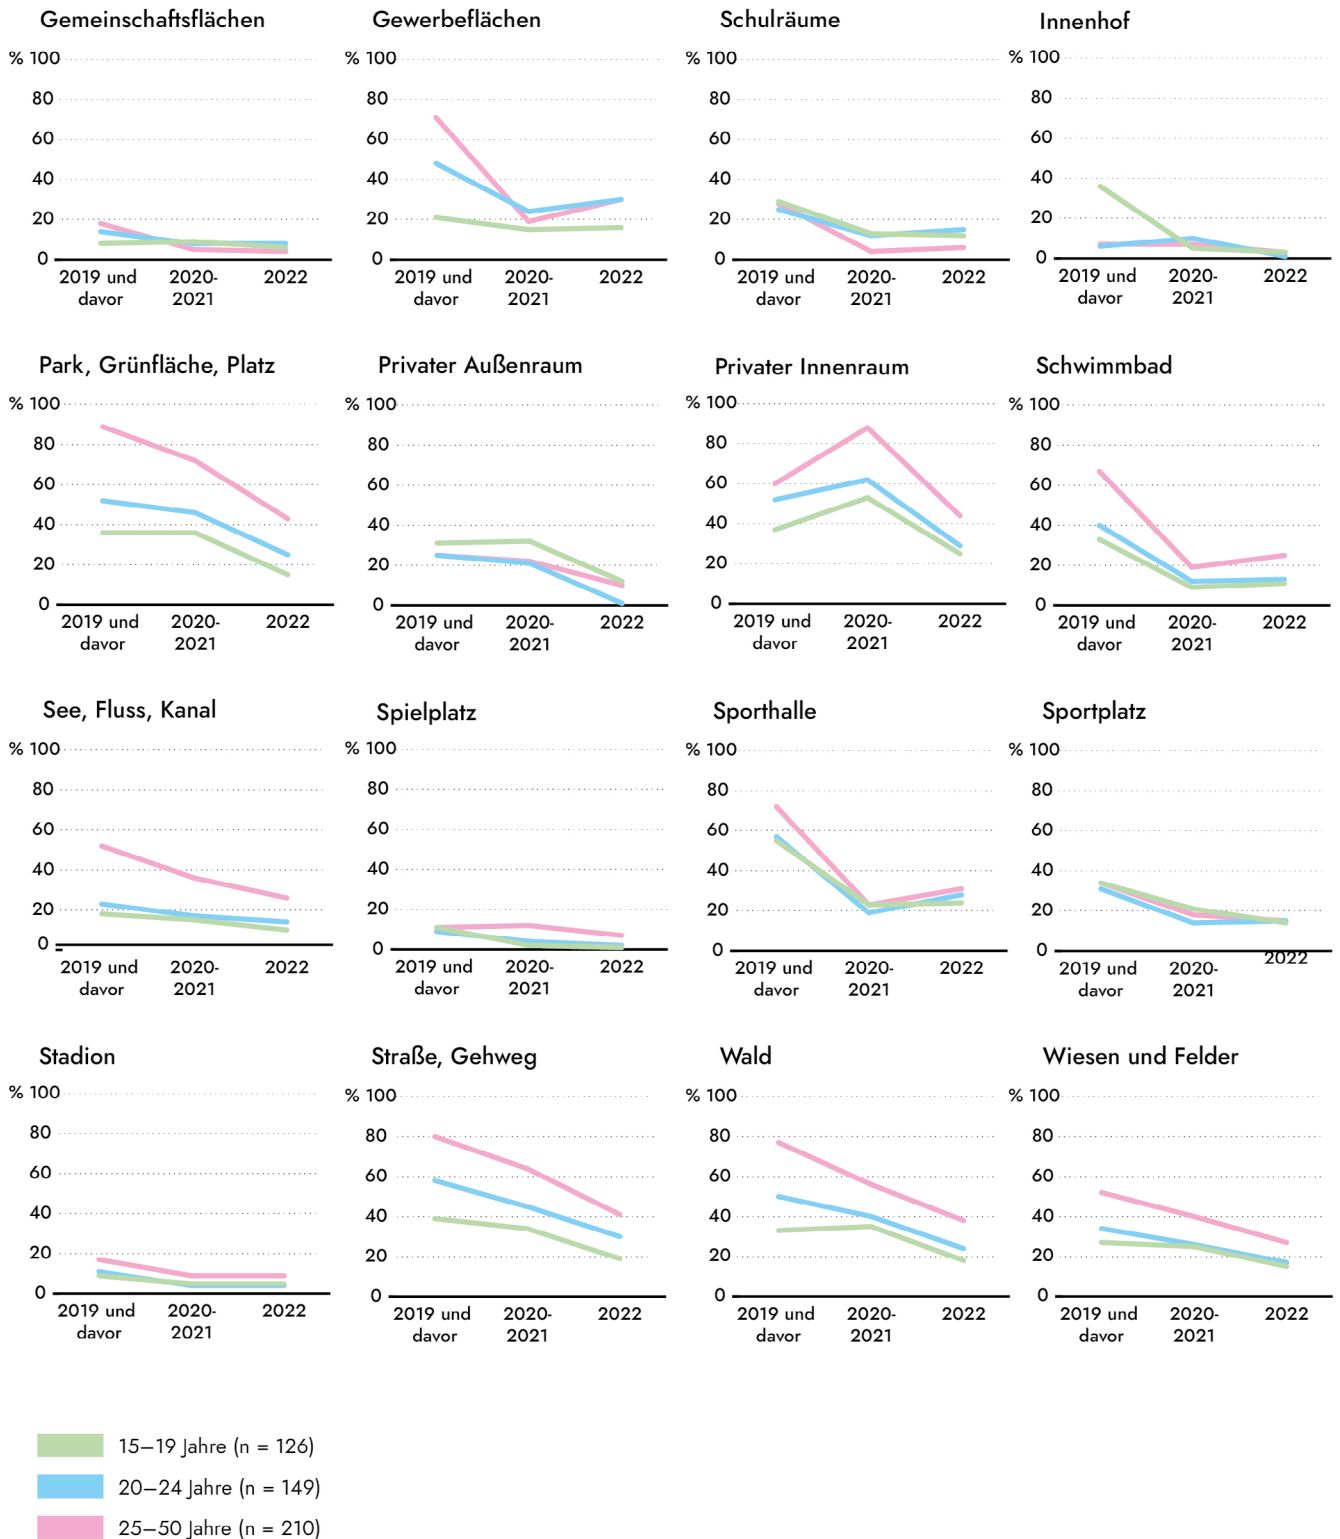 Gemeinschaftsflächen
% 100
80
60
40
20
0
2019 und
davor
2020-
2021
2022
Gewerbeflächen
% 100
80
60
40
20
0
2019 und
davor
2020-
2021
2022
Schulräume
% 100
80
60
40
20
0
2019 und
davor
2020-
2021
2022
Innenhof
% 100
80
60
40
20
0
2019 und
davor
2020-
2021
2022
Park, Grünfläche, Platz
% 100
80
60
40
20
0
2019 und
davor
2020-
2021
2022
Privater Außenraum
% 100
80
60
40
20
0
2019 und
davor
2020-
2021
2022
Privater Innenraum
% 100
80
60
40
20
0
2019 und
davor
2020-
2021
2022
Schwimmbad
% 100
80
60
40
20
0
2019 und
davor
2020-
2021
2022
See, Fluss, Kanal
% 100
80
60
40
20
0
2019 und
davor
2020-
2021
2022
Spielplatz
% 100
80
60
40
20
0
2019 und
davor
2020-
2021
2022
Sporthalle
% 100
80
60
40
20
0
2019 und
davor
2020-
2021
2022
Sportplatz
% 100
80
60
40
20
0
2019 und
davor
2020-
2021
2022
Stadion
% 100
80
60
40
20
0
2019 und
davor
2020-
2021
2022
Straße, Gehweg
% 100
80
60
40
20
0
2019 und
davor
2020-
2021
2022
Wald
% 100
80
60
40
20
0
2019 und
davor
2020-
2021
2022
Wiesen und Felder
% 100
80
60
40
20
0
2019 und
davor
2020-
2021
2022
15–19 Jahre (n = 126)
20–24 Jahre (n = 149)
25–50 Jahre (n = 210)